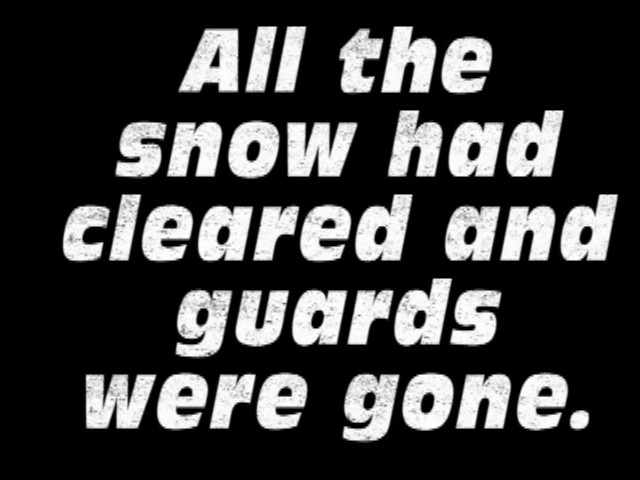 All the
snow had
cleared and
guards
were gone.